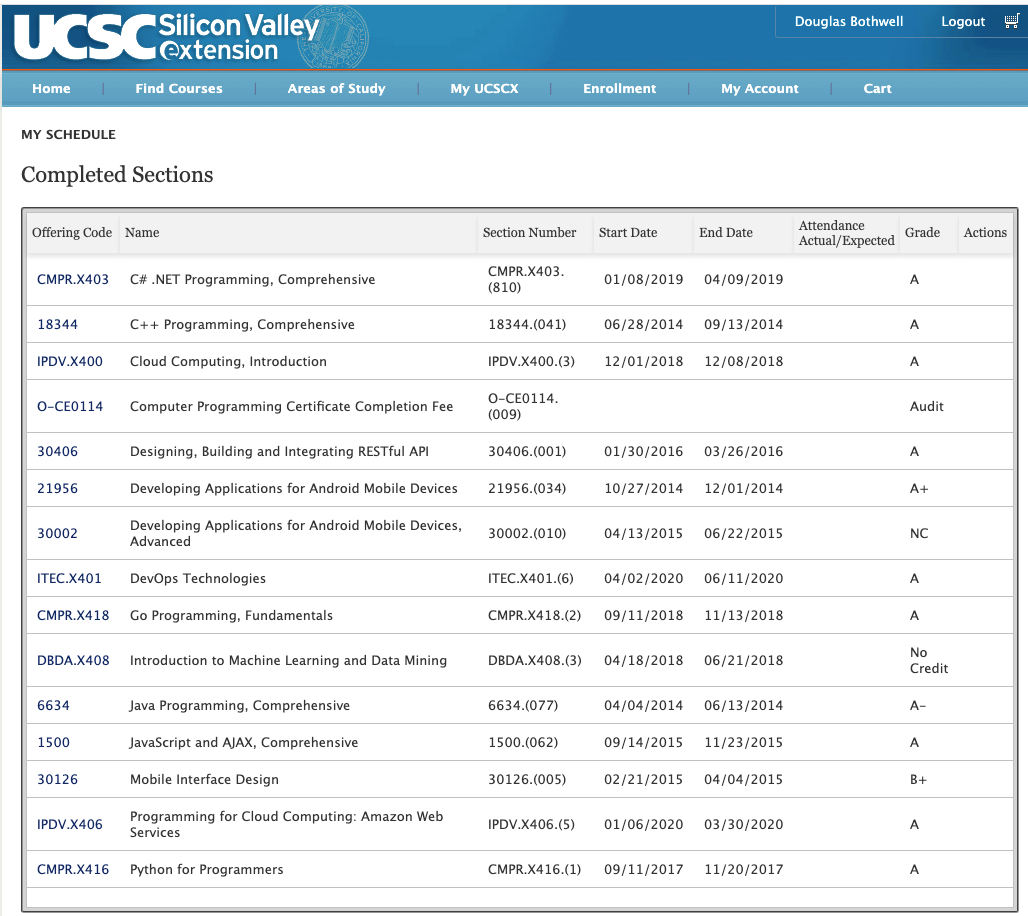 UCSC Silicon Valley extension
Douglas Bothwell Logout
Home | Find Courses | Areas of Study | My UCSCX | Enrollment | My Account | Cart
MY SCHEDULE
Completed Sections
Offering Code Name Section Number Start Date End Date Attendance Actual/Expected Grade Actions
CMPR.X403 C# .NET Programming, Comprehensive CMPR.X403.(810) 01/08/2019 04/09/2019 A
18344 C++ Programming, Comprehensive 18344.(041) 06/28/2014 09/13/2014 A
IPDV.X400 Cloud Computing, Introduction IPDV.X400.(3) 12/01/2018 12/08/2018 A
O-CE0114 Computer Programming Certificate Completion Fee O-CE0114.(009) Audit
30406 Designing, Building and Integrating RESTful API 30406.(001) 01/30/2016 03/26/2016 A
21956 Developing Applications for Android Mobile Devices 21956.(034) 10/27/2014 12/01/2014 A+
30002 Developing Applications for Android Mobile Devices, Advanced 30002.(010) 04/13/2015 06/22/2015 NC
ITEC.X401 DevOps Technologies ITEC.X401.(6) 04/02/2020 06/11/2020 A
CMPR.X418 Go Programming, Fundamentals CMPR.X418.(2) 09/11/2018 11/13/2018 A
DBDA.X408 Introduction to Machine Learning and Data Mining DBDA.X408.(3) 04/18/2018 06/21/2018 No Credit
6634 Java Programming, Comprehensive 6634.(077) 04/04/2014 06/13/2014 A-
1500 JavaScript and AJAX, Comprehensive 1500.(062) 09/14/2015 11/23/2015 A
30126 Mobile Interface Design 30126.(005) 02/21/2015 04/04/2015 B+
IPDV.X406 Programming for Cloud Computing: Amazon Web Services IPDV.X406.(5) 01/06/2020 03/30/2020 A
CMPR.X416 Python for Programmers CMPR.X416.(1) 09/11/2017 11/20/2017 A